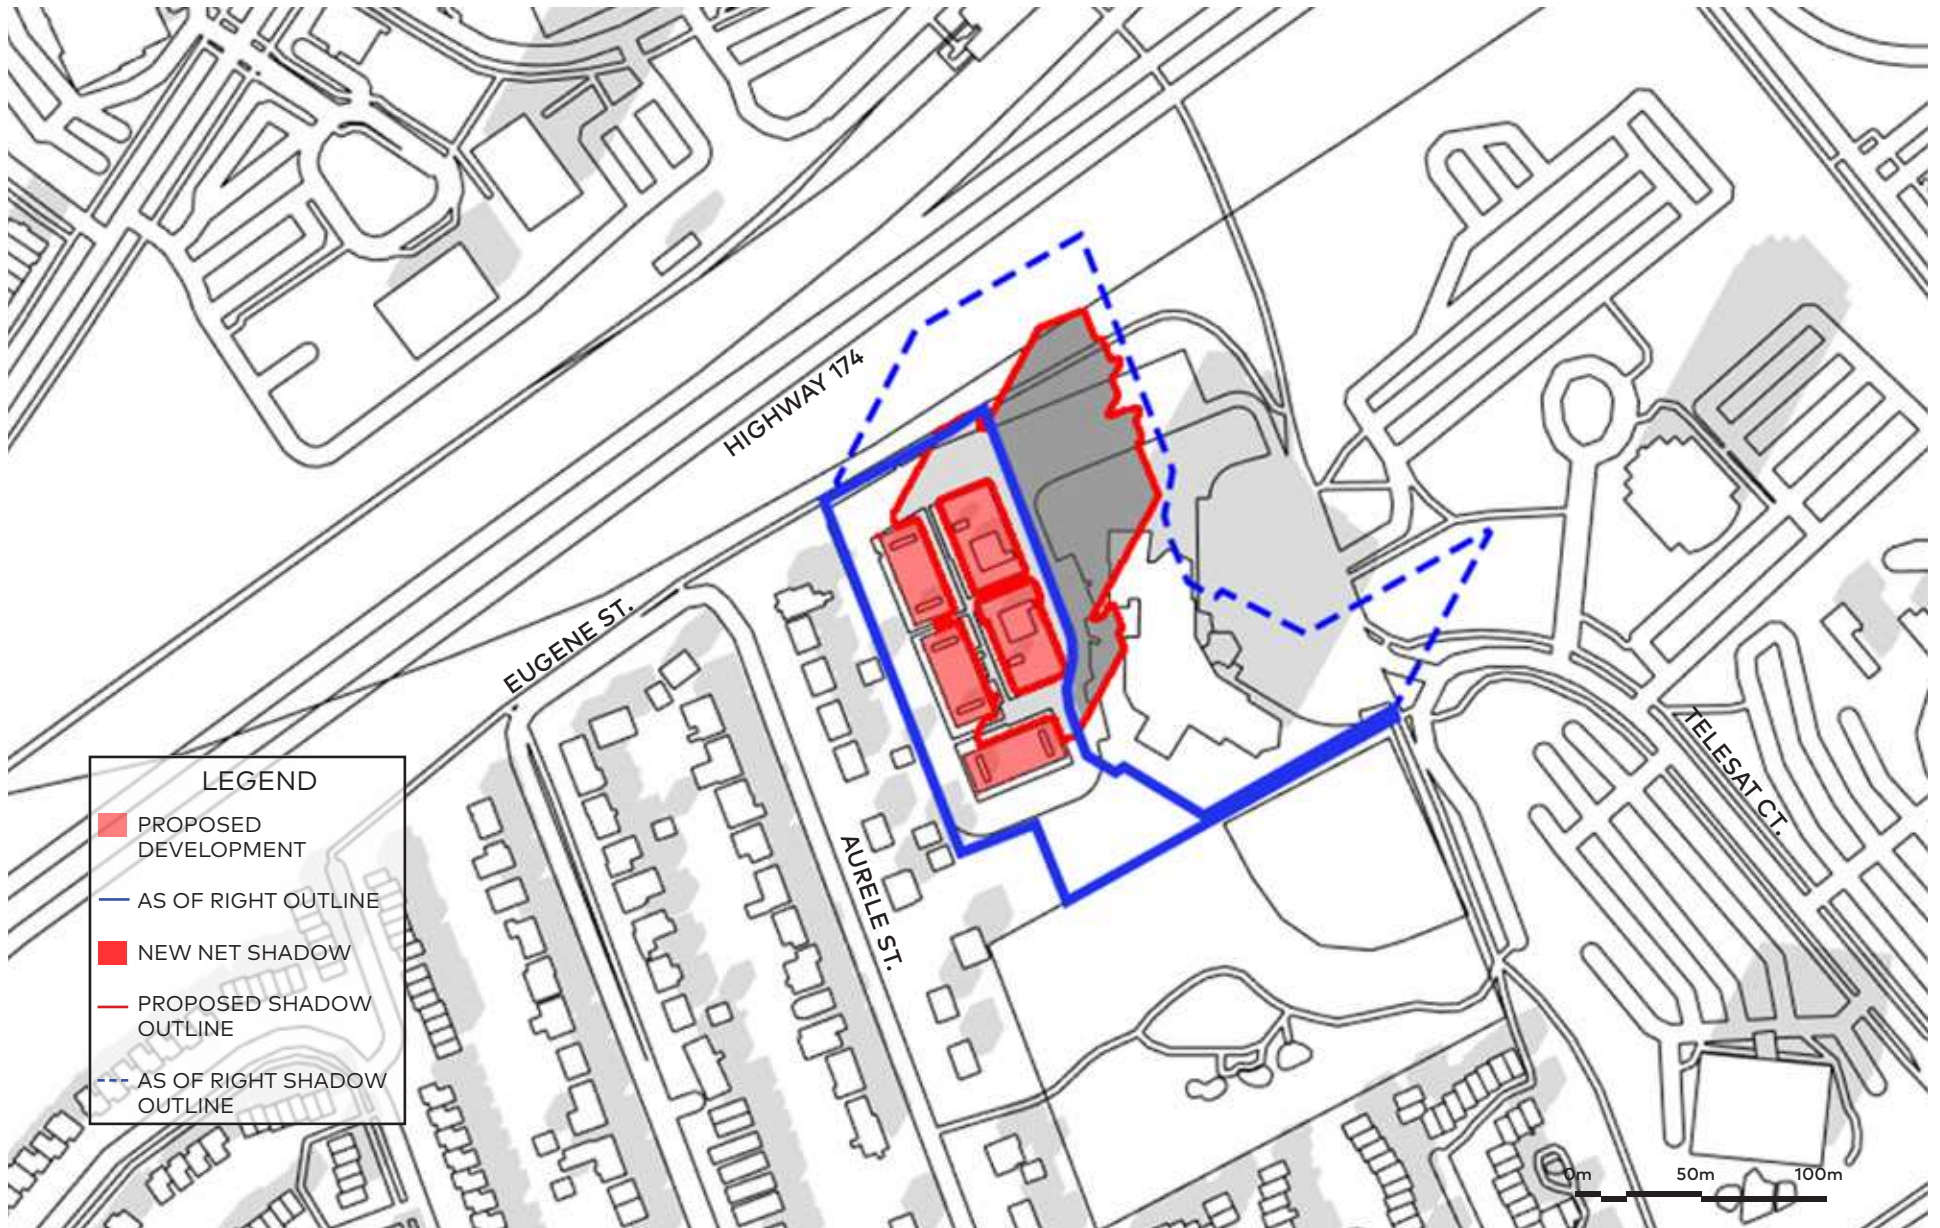 HIGHWAY 174
EUGENE ST.
AURELE ST.
TELESAT CT.
LEGEND
PROPOSED
DEVELOPMENT
AS OF RIGHT OUTLINE
NEW NET SHADOW
PROPOSED SHADOW
OUTLINE
AS OF RIGHT SHADOW
OUTLINE
0m 50m 100m